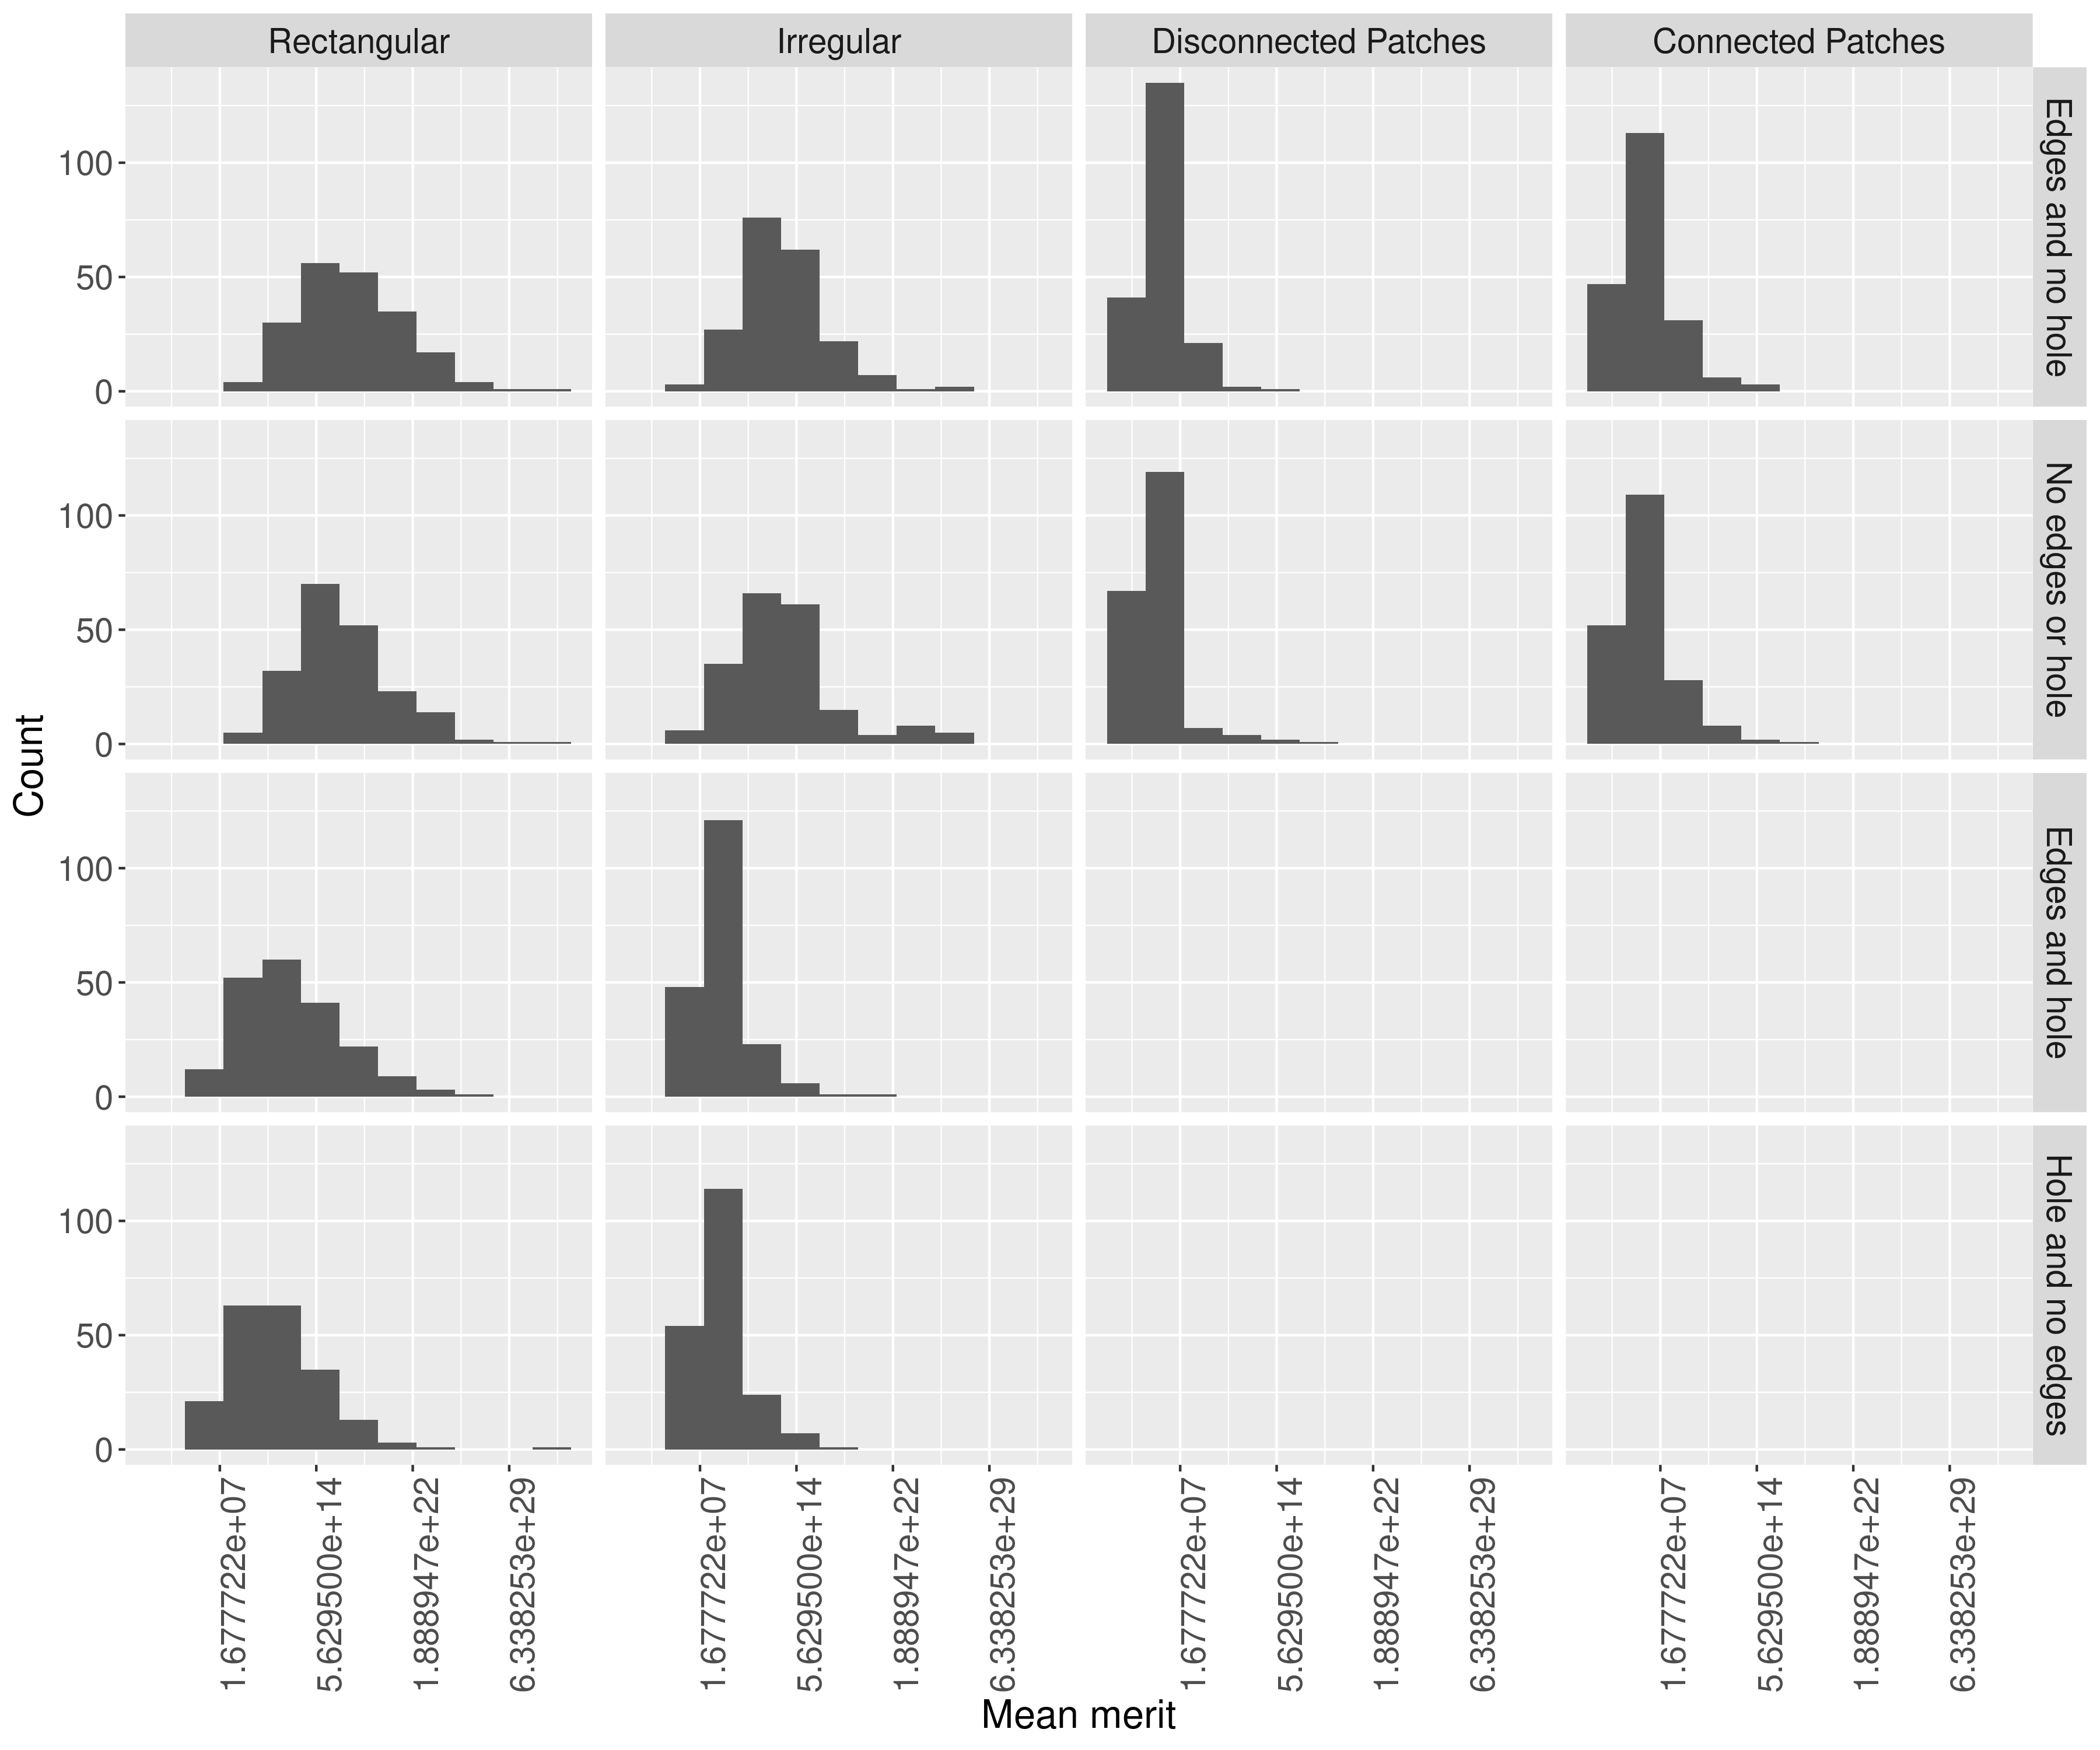 Rectangular
Irregular
Disconnected Patches
Connected Patches
Count
100
50
0
Edges and no hole
100
50
0
No edges or hole
100
50
0
Edges and hole
100
50
0
Hole and no edges
1.677722e+07
5.629500e+14
1.888947e+22
6.338253e+29
1.677722e+07
5.629500e+14
1.888947e+22
6.338253e+29
1.677722e+07
5.629500e+14
1.888947e+22
6.338253e+29
1.677722e+07
5.629500e+14
1.888947e+22
6.338253e+29
Mean merit